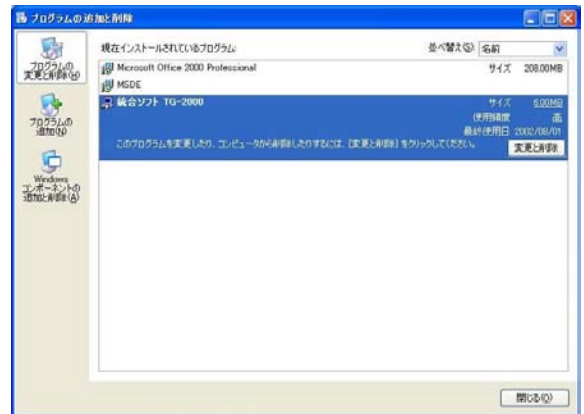 プログラムの追加と削除
プログラムの
変更と削除(H)
プログラムの
追加(N)
Windows
コンポーネントの
追加と削除(A)
現在インストールされているプログラム:
並べ替え(S): 名前
Microsoft Office 2000 Professional
サイズ 208.00MB
MSDE
統合ソフト TG-2000
サイズ 6.00MB
使用頻度 高
最終使用日 2002/08/01
このプログラムを変更したり、コンピュータから削除したりするには、[変更と削除] をクリックしてください。
変更と削除
閉じる(O)